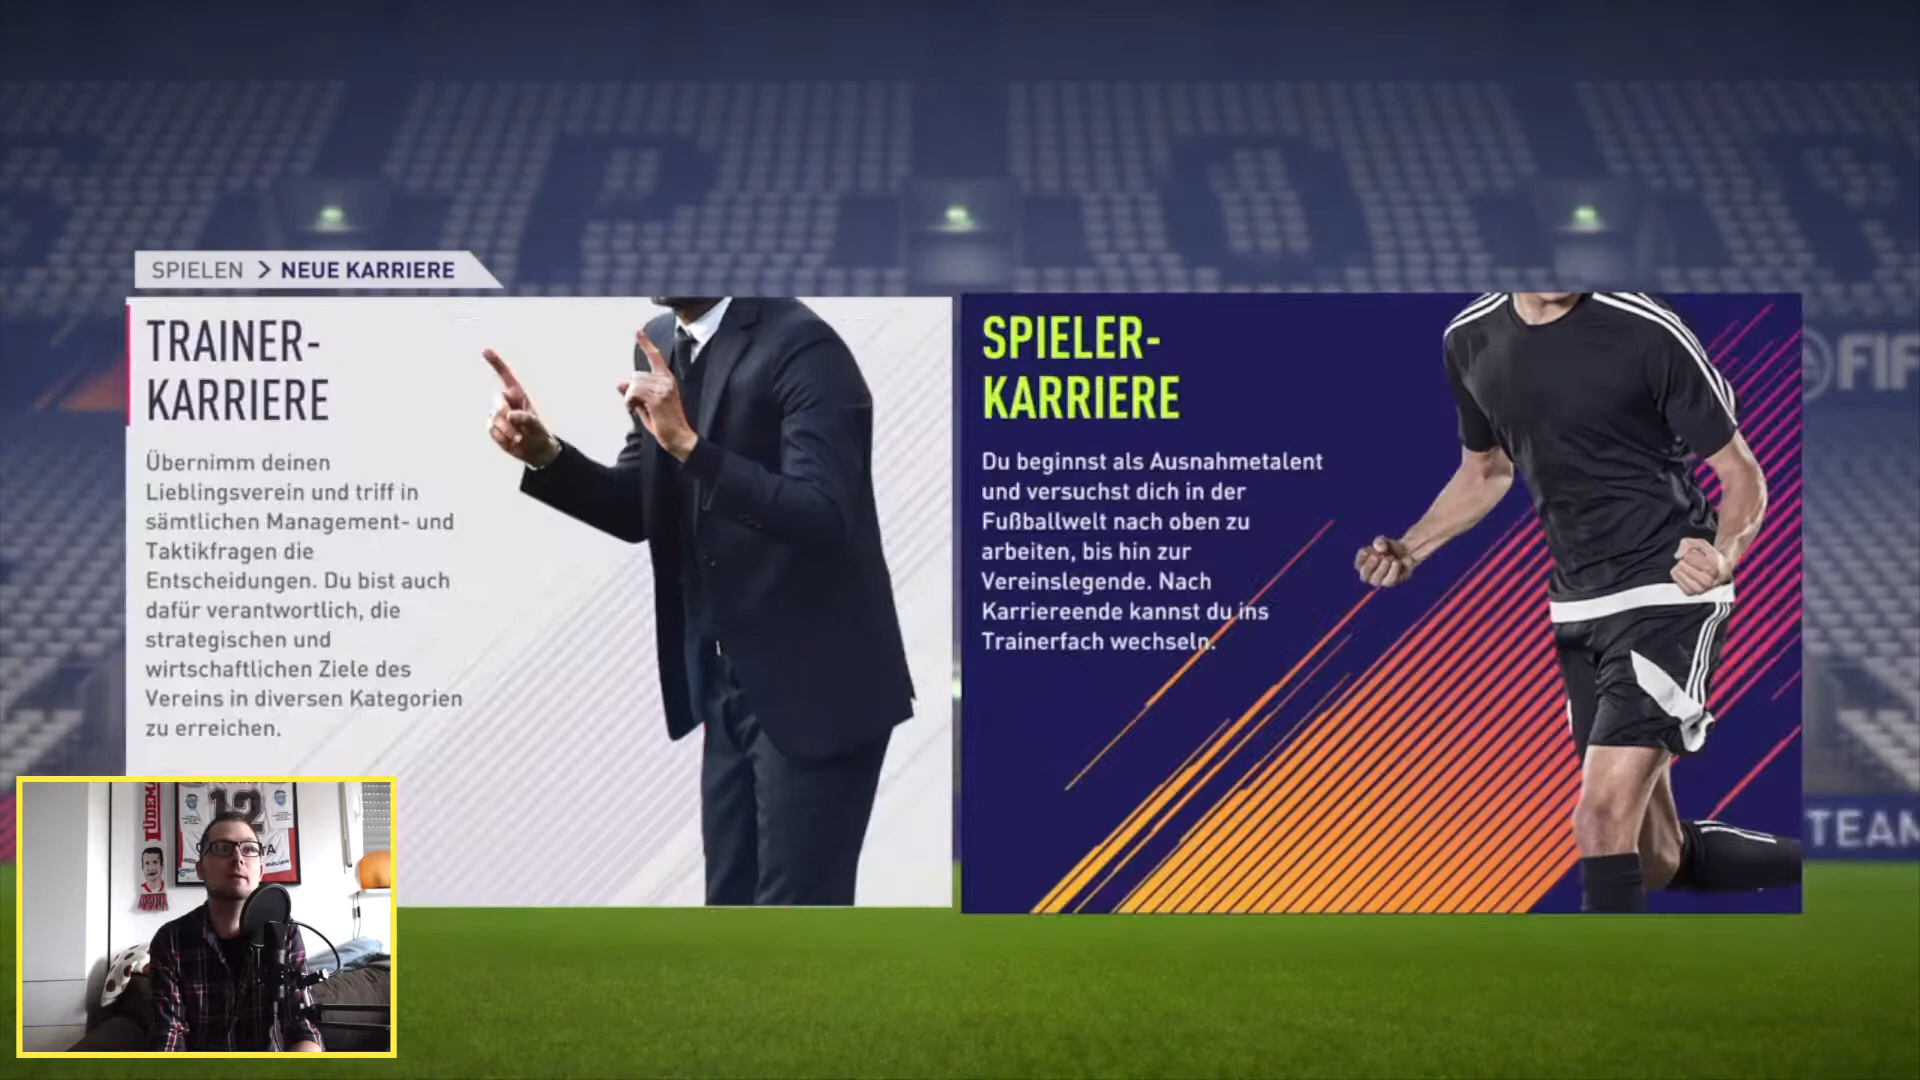 SPIELEN > NEUE KARRIERE
TRAINER-
KARRIERE
Übernimm deinen
Lieblingsverein und triff in
sämtlichen Management- und
Taktikfragen die
Entscheidungen. Du bist auch
dafür verantwortlich, die
strategischen und
wirtschaftlichen Ziele des
Vereins in diversen Kategorien
zu erreichen.
SPIELER-
KARRIERE
Du beginnst als Ausnahmetalent
und versuchst dich in der
Fußballwelt nach oben zu
arbeiten, bis hin zur
Vereinslegende. Nach
Karriereende kannst du ins
Trainerfach wechseln.
FIF
TEAM
12